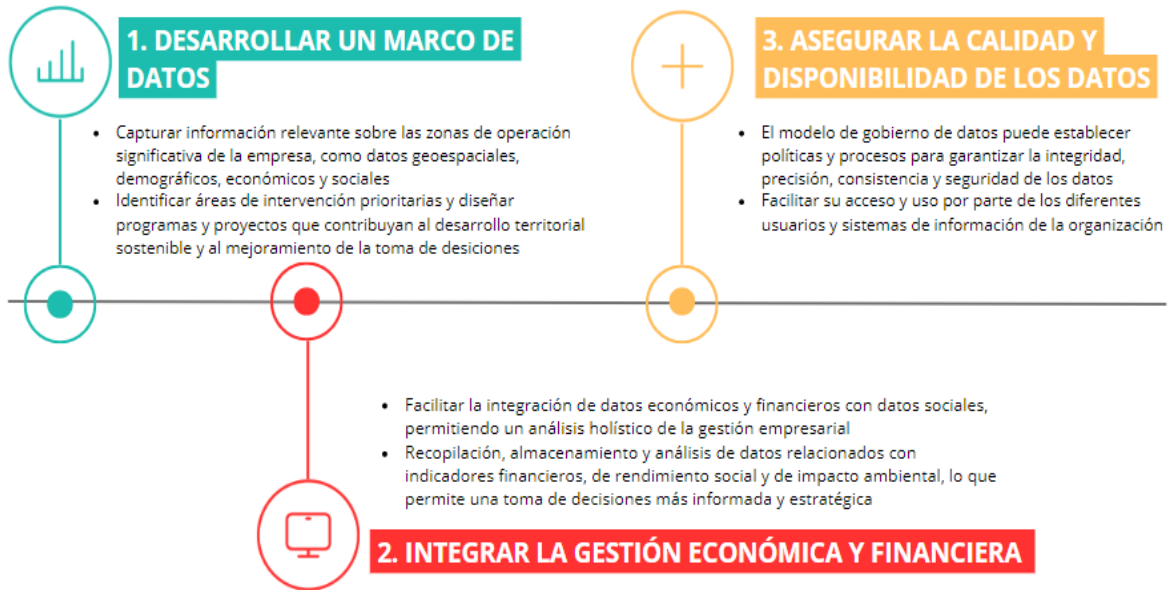 1. DESARROLLAR UN MARCO DE
DATOS
• Capturar información relevante sobre las zonas de operación
significativa de la empresa, como datos geoespaciales,
demográficos, económicos y sociales
• Identificar áreas de intervención prioritarias y diseñar
programas y proyectos que contribuyan al desarrollo territorial
sostenible y al mejoramiento de la toma de desiciones
3. ASEGURAR LA CALIDAD Y
DISPONIBILIDAD DE LOS DATOS
• El modelo de gobierno de datos puede establecer
políticas y procesos para garantizar la integridad,
precisión, consistencia y seguridad de los datos
• Facilitar su acceso y uso por parte de los diferentes
usuarios y sistemas de información de la organización
• Facilitar la integración de datos económicos y financieros con datos sociales,
permitiendo un análisis holístico de la gestión empresarial
• Recopilación, almacenamiento y análisis de datos relacionados con
indicadores financieros, de rendimiento social y de impacto ambiental, lo que
permite una toma de decisiones más informada y estratégica
2. INTEGRAR LA GESTIÓN ECONÓMICA Y FINANCIERA